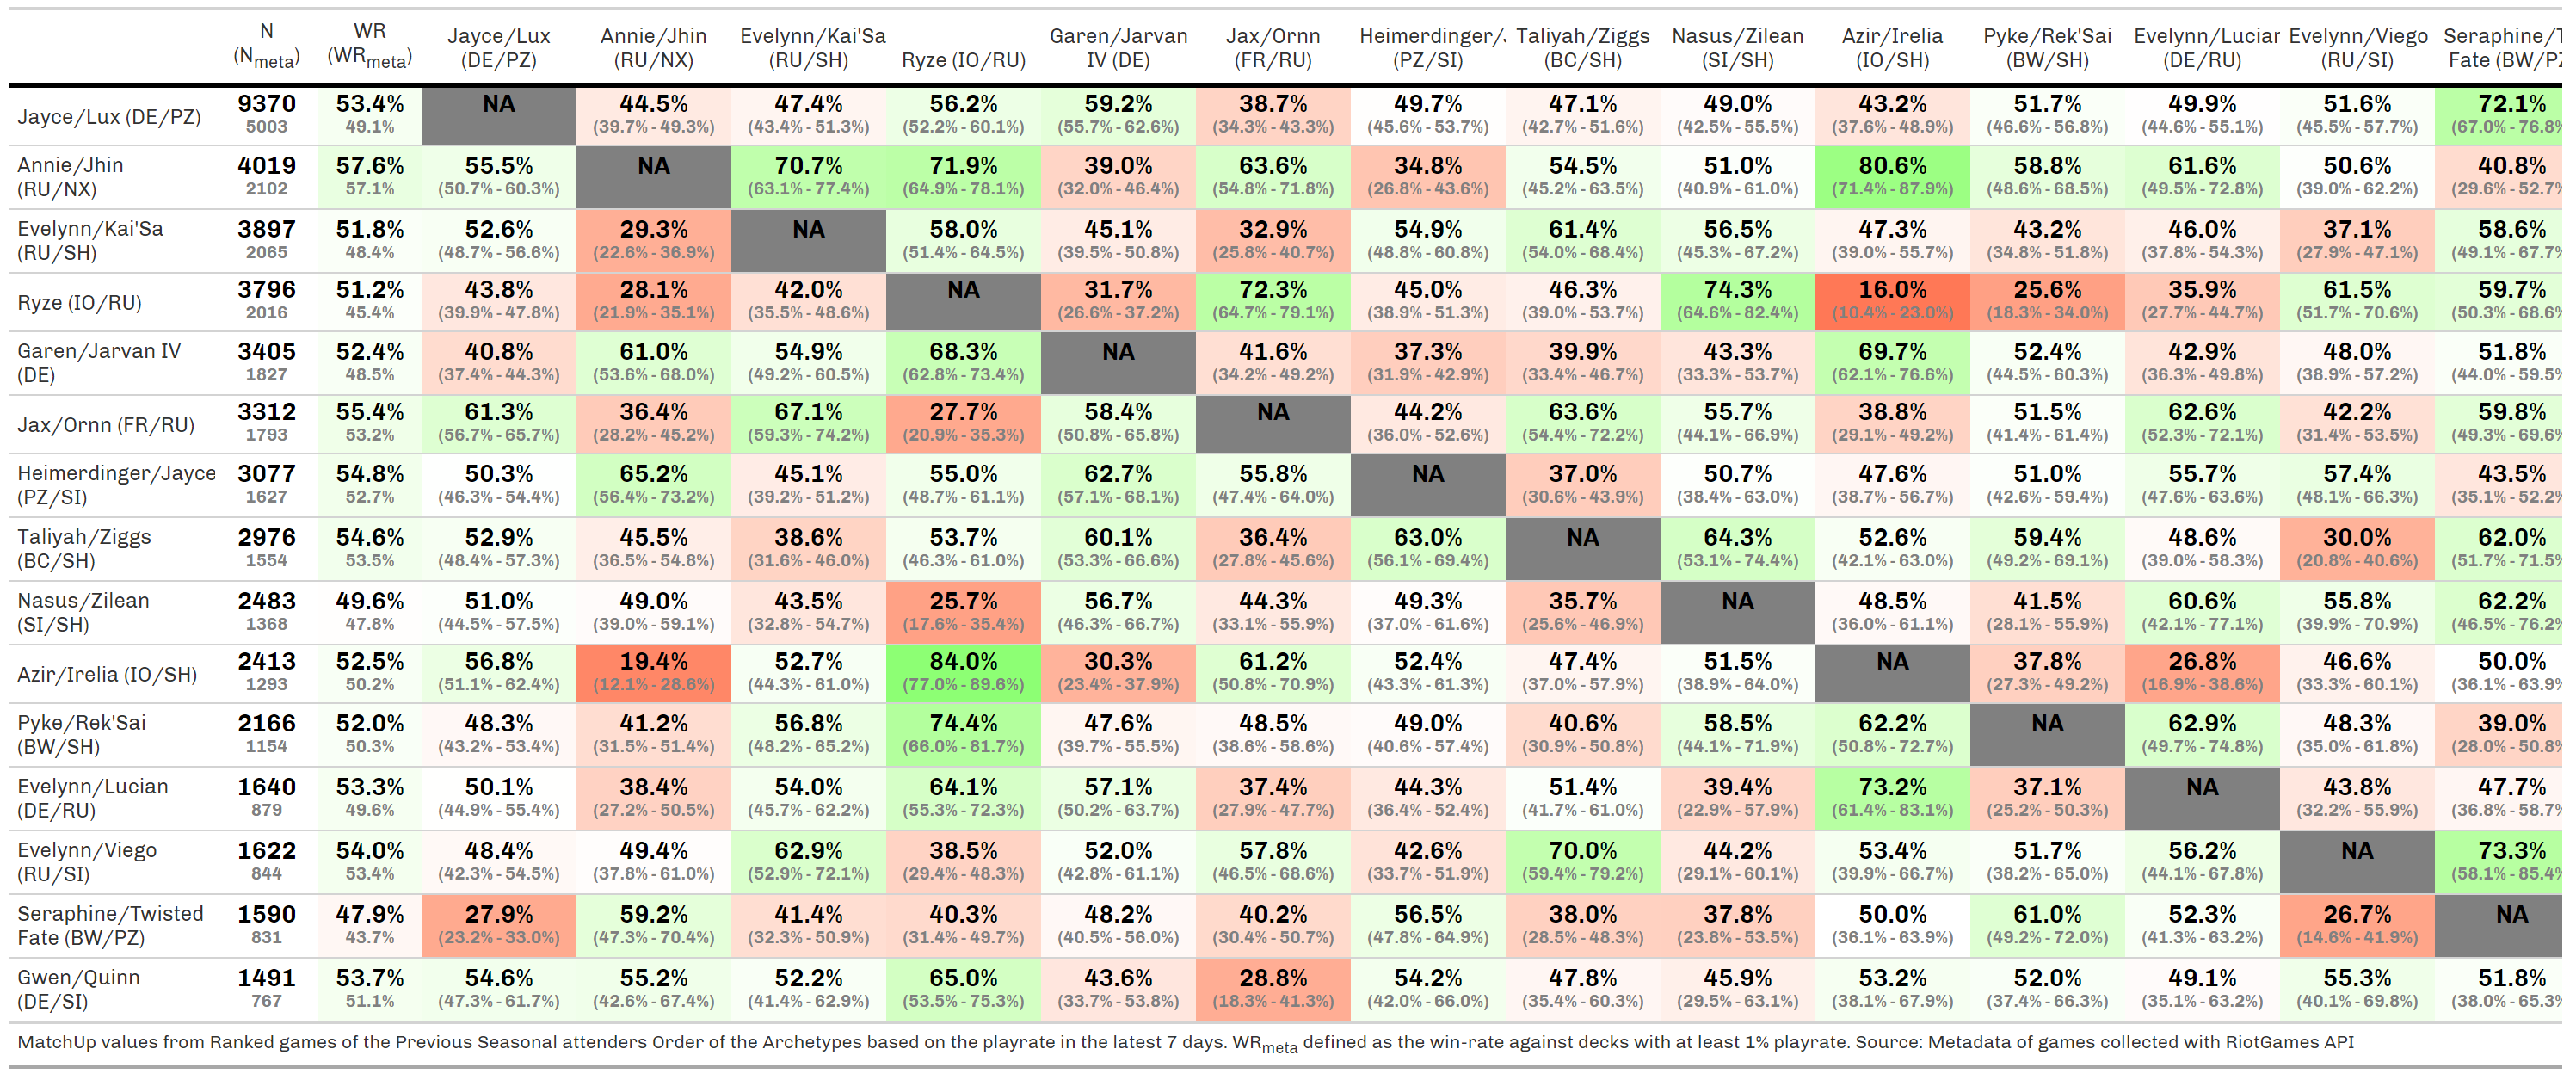 N WR Jayce/Lux Annie/Jhin Evelynn/Kai'Sa Garen/Jarvan Jax/Ornn Heimerdinger/ Taliyah/Ziggs Nasus/Zilean Azir/Irelia Pyke/Rek'Sai Evelynn/Lucian Evelynn/Viego Seraphine/T
(Nmeta) (WRmeta) (DE/PZ) (RU/NX) (RU/SH) Ryze (IO/RU) IV (DE) (FR/RU) (PZ/SI) (BC/SH) (SI/SH) (IO/SH) (BW/SH) (DE/RU) (RU/SI) Fate (BW/PZ
Jayce/Lux (DE/PZ) 9370 53.4% NA 44.5% 47.4% 56.2% 59.2% 38.7% 49.7% 47.1% 49.0% 43.2% 51.7% 49.9% 51.6% 72.1%
5003 49.1% (39.7% - 49.3%) (43.4% - 51.3%) (52.2% - 60.1%) (55.7% - 62.6%) (34.3% - 43.3%) (45.6% - 53.7%) (42.7% - 51.6%) (42.5% - 55.5%) (37.6% - 48.9%) (46.6% - 56.8%) (44.6% - 55.1%) (45.5% - 57.7%) (67.0% - 76.8%
Annie/Jhin 4019 57.6% 55.5% NA 70.7% 71.9% 39.0% 63.6% 34.8% 54.5% 51.0% 80.6% 58.8% 61.6% 50.6% 40.8%
(RU/NX) 2102 57.1% (50.7% - 60.3%) (63.1% - 77.4%) (64.9% - 78.1%) (32.0% - 46.4%) (54.8% - 71.8%) (26.8% - 43.6%) (45.2% - 63.5%) (40.9% - 61.0%) (71.4% - 87.9%) (48.6% - 68.5%) (49.5% - 72.8%) (39.0% - 62.2%) (29.6% - 52.7%
Evelynn/Kai'Sa 3897 51.8% 52.6% 29.3% NA 58.0% 45.1% 32.9% 54.9% 61.4% 56.5% 47.3% 43.2% 46.0% 37.1% 58.6%
(RU/SH) 2065 48.4% (48.7% - 56.6%) (22.6% - 36.9%) (51.4% - 64.5%) (39.5% - 50.8%) (25.8% - 40.7%) (48.8% - 60.8%) (54.0% - 68.4%) (45.3% - 67.2%) (39.0% - 55.7%) (34.8% - 51.8%) (37.8% - 54.3%) (27.9% - 47.1%) (49.1% - 67.7%
Ryze (IO/RU) 3796 51.2% 43.8% 28.1% 42.0% NA 31.7% 72.3% 45.0% 46.3% 74.3% 16.0% 25.6% 35.9% 61.5% 59.7%
2016 45.4% (39.9% - 47.8%) (21.9% - 35.1%) (35.5% - 48.6%) (26.6% - 37.2%) (64.7% - 79.1%) (38.9% - 51.3%) (39.0% - 53.7%) (64.6% - 82.4%) (10.4% - 23.0%) (18.3% - 34.0%) (27.7% - 44.7%) (51.7% - 70.6%) (50.3% - 68.6%
Garen/Jarvan IV 3405 52.4% 40.8% 61.0% 54.9% 68.3% NA 41.6% 37.3% 39.9% 43.3% 69.7% 52.4% 42.9% 48.0% 51.8%
(DE) 1827 48.5% (37.4% - 44.3%) (53.6% - 68.0%) (49.2% - 60.5%) (62.8% - 73.4%) (34.2% - 49.2%) (31.9% - 42.9%) (33.4% - 46.7%) (33.3% - 53.7%) (62.1% - 76.6%) (44.5% - 60.3%) (36.3% - 49.8%) (38.9% - 57.2%) (44.0% - 59.5%
Jax/Ornn (FR/RU) 3312 55.4% 61.3% 36.4% 67.1% 27.7% 58.4% NA 44.2% 63.6% 55.7% 38.8% 51.5% 62.6% 42.2% 59.8%
1793 53.2% (56.7% - 65.7%) (28.2% - 45.2%) (59.3% - 74.2%) (20.9% - 35.3%) (50.8% - 65.8%) (36.0% - 52.6%) (54.4% - 72.2%) (44.1% - 66.9%) (29.1% - 49.2%) (41.4% - 61.4%) (52.3% - 72.1%) (31.4% - 53.5%) (49.3% - 69.6%
Heimerdinger/Jayce 3077 54.8% 50.3% 65.2% 45.1% 55.0% 62.7% 55.8% NA 37.0% 50.7% 47.6% 51.0% 55.7% 57.4% 43.5%
(PZ/SI) 1627 52.7% (46.3% - 54.4%) (56.4% - 73.2%) (39.2% - 51.2%) (48.7% - 61.1%) (57.1% - 68.1%) (47.4% - 64.0%) (30.6% - 43.9%) (38.4% - 63.0%) (38.7% - 56.7%) (42.6% - 59.4%) (47.6% - 63.6%) (48.1% - 66.3%) (35.1% - 52.2%
Taliyah/Ziggs 2976 54.6% 52.9% 45.5% 38.6% 53.7% 60.1% 36.4% 63.0% NA 64.3% 52.6% 59.4% 48.6% 30.0% 62.0%
(BC/SH) 1554 53.5% (48.4% - 57.3%) (36.5% - 54.8%) (31.6% - 46.0%) (46.3% - 61.0%) (53.3% - 66.6%) (27.8% - 45.6%) (56.1% - 69.4%) (53.1% - 74.4%) (42.1% - 63.0%) (49.2% - 69.1%) (39.0% - 58.3%) (20.8% - 40.6%) (51.7% - 71.5%
Nasus/Zilean 2483 49.6% 51.0% 49.0% 43.5% 25.7% 56.7% 44.3% 49.3% 35.7% NA 48.5% 41.5% 60.6% 55.8% 62.2%
(SI/SH) 1368 47.8% (44.5% - 57.5%) (39.0% - 59.1%) (32.8% - 54.7%) (17.6% - 35.4%) (46.3% - 66.7%) (33.1% - 55.9%) (37.0% - 61.6%) (25.6% - 46.9%) (36.0% - 61.1%) (28.1% - 55.9%) (42.1% - 77.1%) (39.9% - 70.9%) (46.5% - 76.2%
Azir/Irelia (IO/SH) 2413 52.5% 56.8% 19.4% 52.7% 84.0% 30.3% 61.2% 52.4% 47.4% 51.5% NA 37.8% 26.8% 46.6% 50.0%
1293 50.2% (51.1% - 62.4%) (12.1% - 28.6%) (44.3% - 61.0%) (77.0% - 89.6%) (23.4% - 37.9%) (50.8% - 70.9%) (43.3% - 61.3%) (37.0% - 57.9%) (38.9% - 64.0%) (27.3% - 49.2%) (16.9% - 38.6%) (33.3% - 60.1%) (36.1% - 63.9%
Pyke/Rek'Sai 2166 52.0% 48.3% 41.2% 56.8% 74.4% 47.6% 48.5% 49.0% 40.6% 58.5% 62.2% NA 62.9% 48.3% 39.0%
(BW/SH) 1154 50.3% (43.2% - 53.4%) (31.5% - 51.4%) (48.2% - 65.2%) (66.0% - 81.7%) (39.7% - 55.5%) (38.6% - 58.6%) (40.6% - 57.4%) (30.9% - 50.8%) (44.1% - 71.9%) (50.8% - 72.7%) (49.7% - 74.8%) (35.0% - 61.8%) (28.0% - 50.8%
Evelynn/Lucian 1640 53.3% 50.1% 38.4% 54.0% 64.1% 57.1% 37.4% 44.3% 51.4% 39.4% 73.2% 37.1% NA 43.8% 47.7%
(DE/RU) 879 49.6% (44.9% - 55.4%) (27.2% - 50.5%) (45.7% - 62.2%) (55.3% - 72.3%) (50.2% - 63.7%) (27.9% - 47.7%) (36.4% - 52.4%) (41.7% - 61.0%) (22.9% - 57.9%) (61.4% - 83.1%) (25.2% - 50.3%) (32.2% - 55.9%) (36.8% - 58.7%
Evelynn/Viego 1622 54.0% 48.4% 49.4% 62.9% 38.5% 52.0% 57.8% 42.6% 70.0% 44.2% 53.4% 51.7% 56.2% NA 73.3%
(RU/SI) 844 53.4% (42.3% - 54.5%) (37.8% - 61.0%) (52.9% - 72.1%) (29.4% - 48.3%) (42.8% - 61.1%) (46.5% - 68.6%) (33.7% - 51.9%) (59.4% - 79.2%) (29.1% - 60.1%) (39.9% - 66.7%) (38.2% - 65.0%) (44.1% - 67.8%) (58.1% - 85.4%
Seraphine/Twisted 1590 47.9% 27.9% 59.2% 41.4% 40.3% 48.2% 40.2% 56.5% 38.0% 37.8% 50.0% 61.0% 52.3% 26.7% NA
Fate (BW/PZ) 831 43.7% (23.2% - 33.0%) (47.3% - 70.4%) (32.3% - 50.9%) (31.4% - 49.7%) (40.5% - 56.0%) (30.4% - 50.7%) (47.8% - 64.9%) (28.5% - 48.3%) (23.8% - 53.5%) (36.1% - 63.9%) (49.2% - 72.0%) (41.3% - 63.2%) (14.6% - 41.9%)
Gwen/Quinn 1491 53.7% 54.6% 55.2% 52.2% 65.0% 43.6% 28.8% 54.2% 47.8% 45.9% 53.2% 52.0% 49.1% 55.3% 51.8%
(DE/SI) 767 51.1% (47.3% - 61.7%) (42.6% - 67.4%) (41.4% - 62.9%) (53.5% - 75.3%) (33.7% - 53.8%) (18.3% - 41.3%) (42.0% - 66.0%) (35.4% - 60.3%) (29.5% - 63.1%) (38.1% - 67.9%) (37.4% - 66.3%) (35.1% - 63.2%) (40.1% - 69.8%) (38.0% - 65.3%
MatchUp values from Ranked games of the Previous Seasonal attenders Order of the Archetypes based on the playrate in the latest 7 days. WRmeta defined as the win-rate against decks with at least 1% playrate. Source: Metadata of games collected with RiotGames API